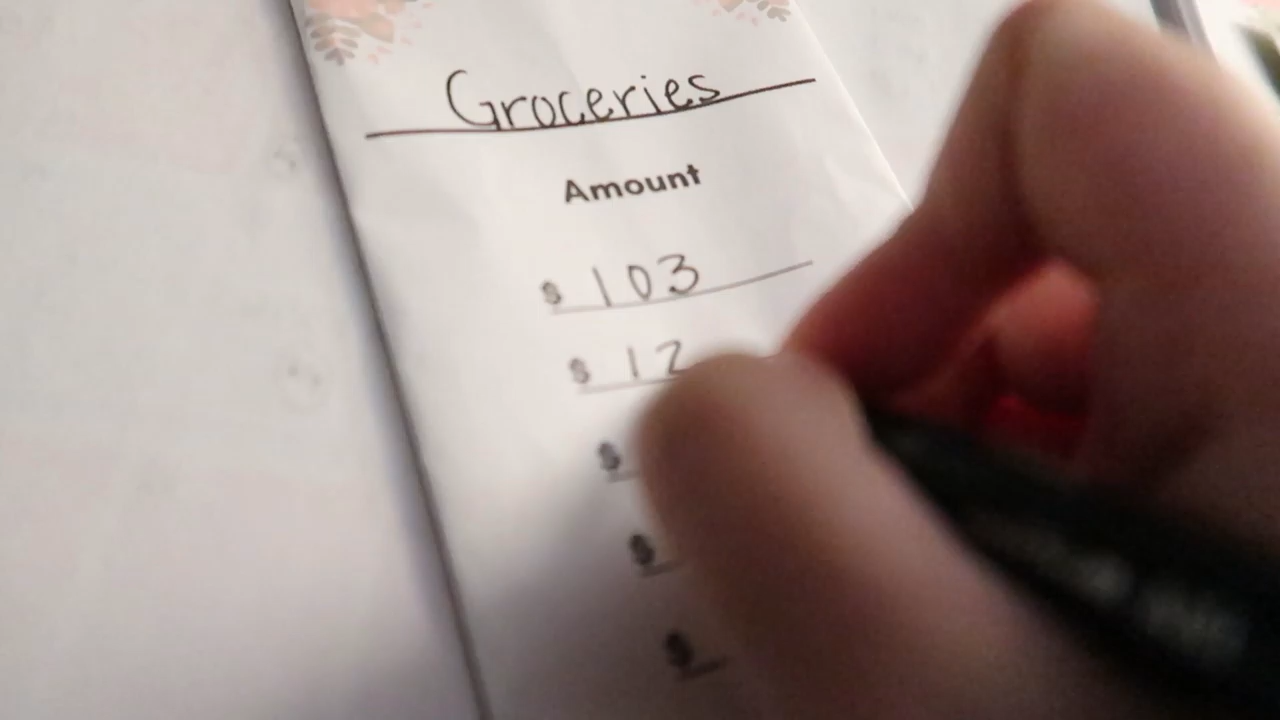 Groceries
Amount
$ 103
$ 12
$
$
$